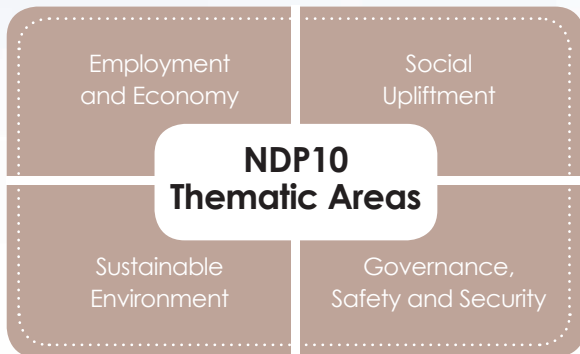 Employment
and Economy
Social
Upliftment
NDP10
Thematic Areas
Sustainable
Environment
Governance,
Safety and Security